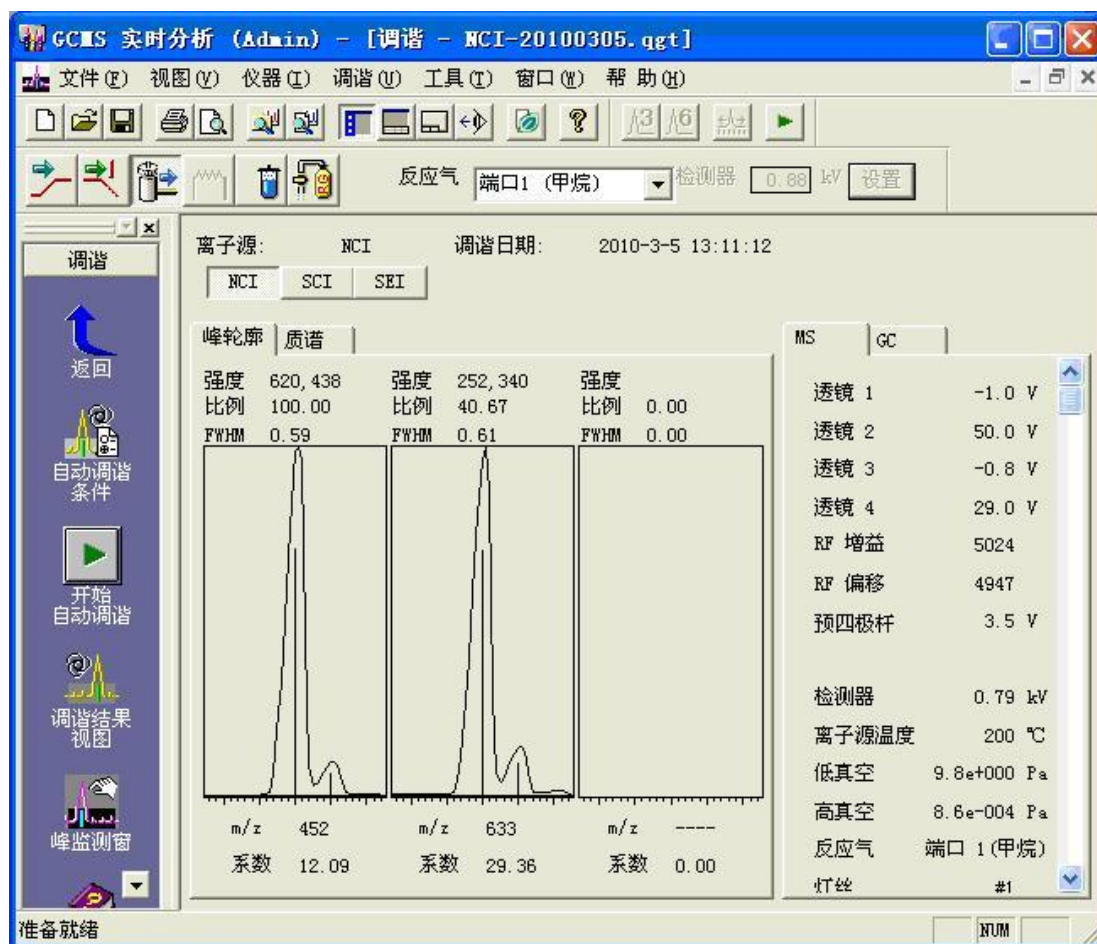 GCMS 实时分析 (Admin) - [调谐 - NCI-20100305.qgt]
文件(F) 视图(V) 仪器(I) 调谐(U) 工具(T) 窗口(W) 帮 助(H)
反应气 端口1 (甲烷) 检测器 0.88 kV 设置
调谐
返回
自动调谐
条件
开始
自动调谐
调谐结果
视图
峰监测窗
离子源: NCI 调谐日期: 2010-3-5 13:11:12
NCI SCI SEI
峰轮廓 质谱
强度 620,438 强度 252,340 强度
比例 100.00 比例 40.67 比例 0.00
FWHM 0.59 FWHM 0.61 FWHM 0.00
m/z 452 m/z 633 m/z ----
系数 12.09 系数 29.36 系数 0.00
MS GC
透镜 1 -1.0 V
透镜 2 50.0 V
透镜 3 -0.8 V
透镜 4 29.0 V
RF 增益 5024
RF 偏移 4947
预四极杆 3.5 V
检测器 0.79 kV
离子源温度 200 ℃
低真空 9.8e+000 Pa
高真空 8.6e-004 Pa
反应气 端口 1(甲烷)
灯丝 #1
准备就绪 NUM